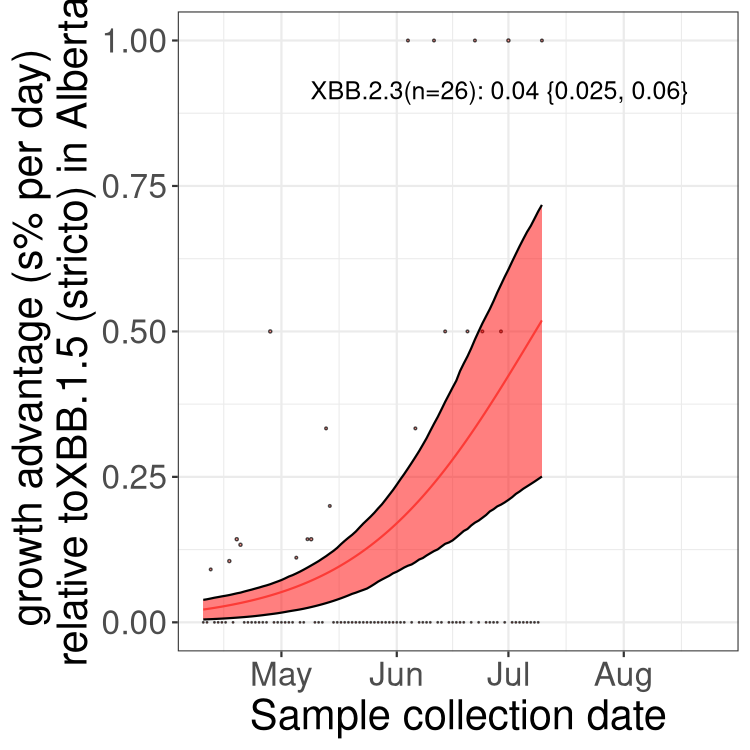 growth advantage (s% per day)
relative toXBB.1.5 (stricto) in Alberta
1.00
XBB.2.3(n=26): 0.04 {0.025, 0.06}
0.75
0.50
0.25
0.00
May Jun Jul Aug
Sample collection date